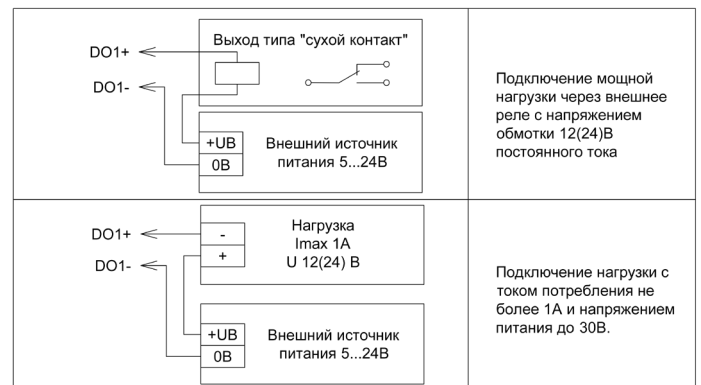 DO1+
DO1-
Выход типа "сухой контакт"
+UB
0В
Внешний источник
питания 5...24В
Подключение мощной
нагрузки через внешнее
реле с напряжением
обмотки 12(24)В
постоянного тока
DO1+
DO1-
-
+
Нагрузка
Imax 1А
U 12(24) В
+UB
0В
Внешний источник
питания 5...24В
Подключение нагрузки с
током потребления не
более 1А и напряжением
питания до 30В.